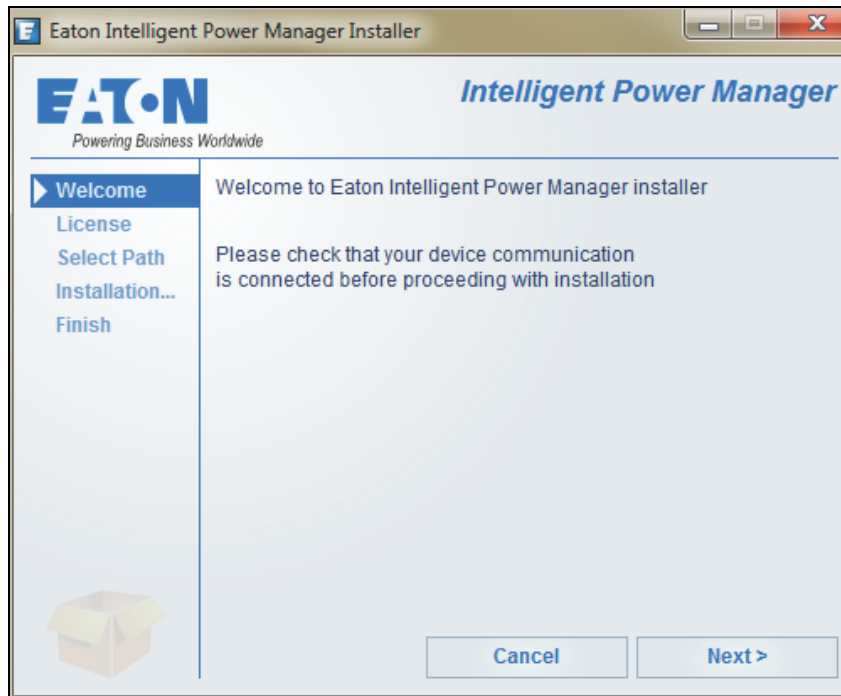 Eaton Intelligent Power Manager Installer
EATON
Powering Business Worldwide
Intelligent Power Manager
Welcome
License
Select Path
Installation...
Finish
Welcome to Eaton Intelligent Power Manager installer
Please check that your device communication
is connected before proceeding with installation
Cancel
Next >